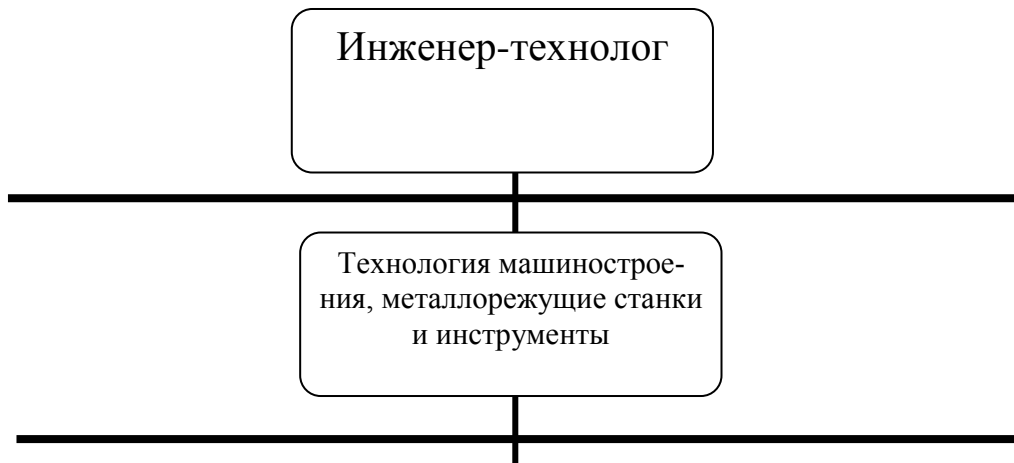 Инженер-технолог
Технология машинострое-
ния, металлорежущие станки
и инструменты